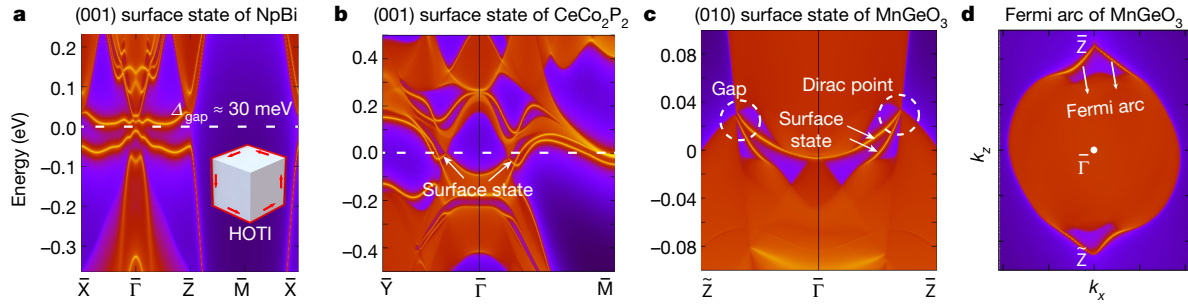 a (001) surface state of NpBi
Energy (eV)
0.2
0.1
0.0
−0.1
−0.2
−0.3
Δgap ≈ 30 meV
HOTI
X̅ Γ̅ Z̅ M̅ X̅
b (001) surface state of CeCo₂P₂
0.4
0.2
0
−0.2
−0.4
Surface state
Y̅ Γ̅ M̅
c (010) surface state of MnGeO₃
0.08
0.04
0
−0.04
−0.08
Gap
Dirac point
Surface
state
Z̃ Γ̅ Z̅
d Fermi arc of MnGeO₃
Z̅
Fermi arc
k_z
Γ̅
Z̃
k_x